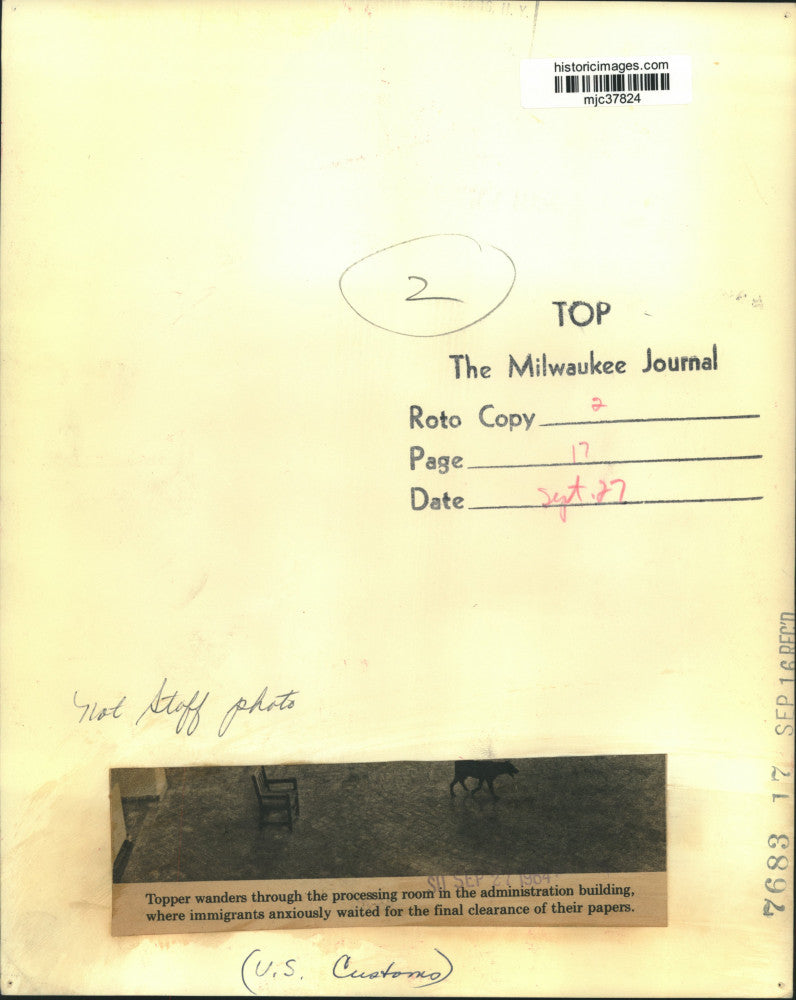 historicimages.com
mjc37824
2
TOP
The Milwaukee Journal
Roto Copy 2
Page 17
Date Sept. 27
7683 17 SEP 16 REC'D
Not Staff photo
SU SEP 27 1964
Topper wanders through the processing room in the administration building,
where immigrants anxiously waited for the final clearance of their papers.
(U.S. Customs)